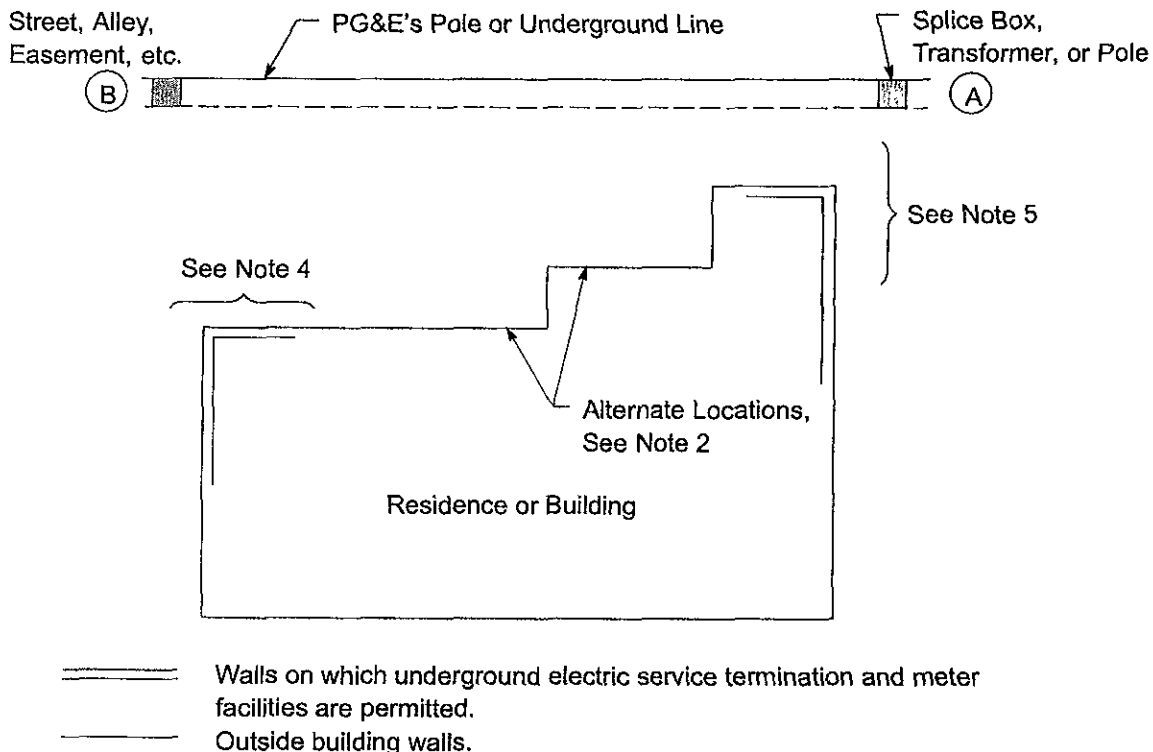 Street, Alley,
Easement, etc.
PG&E's Pole or Underground Line
Splice Box,
Transformer, or Pole
B
A
See Note 5
See Note 4
Alternate Locations,
See Note 2
Residence or Building
Walls on which underground electric service termination and meter
facilities are permitted.
Outside building walls.